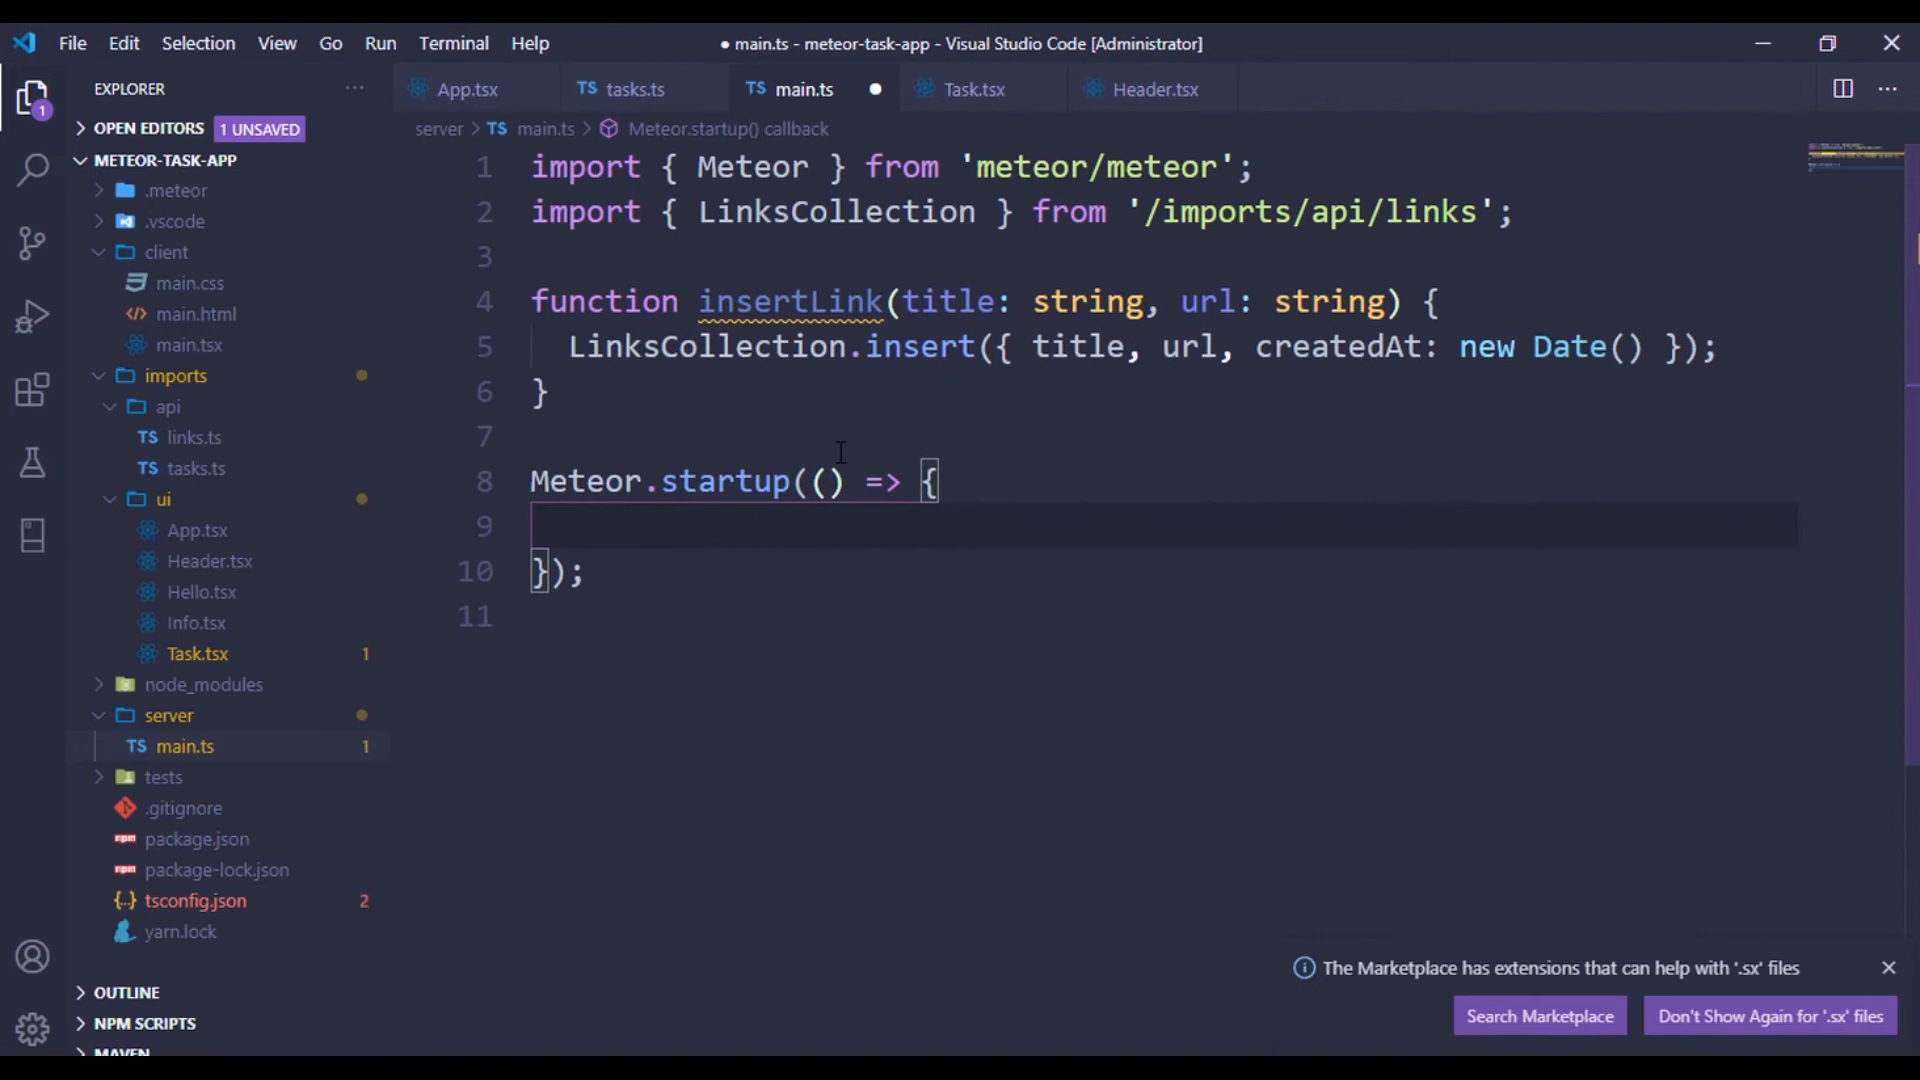 File Edit Selection View Go Run Terminal Help
● main.ts - meteor-task-app - Visual Studio Code [Administrator]
EXPLORER
1
OPEN EDITORS 1 UNSAVED
METEOR-TASK-APP
.meteor
.vscode
client
main.css
main.html
main.tsx
imports
api
TS links.ts
TS tasks.ts
ui
App.tsx
Header.tsx
Hello.tsx
Info.tsx
Task.tsx 1
node_modules
server
TS main.ts 1
tests
.gitignore
package.json
package-lock.json
tsconfig.json 2
yarn.lock
OUTLINE
NPM SCRIPTS
MAVEN
App.tsx TS tasks.ts TS main.ts Task.tsx Header.tsx
server > TS main.ts > Meteor.startup() callback
1 import { Meteor } from 'meteor/meteor';
2 import { LinksCollection } from '/imports/api/links';
3
4 function insertLink(title: string, url: string) {
5 LinksCollection.insert({ title, url, createdAt: new Date() });
6 }
7
8 Meteor.startup(() => {
9
10 });
11
The Marketplace has extensions that can help with '.sx' files
Search Marketplace Don't Show Again for '.sx' files